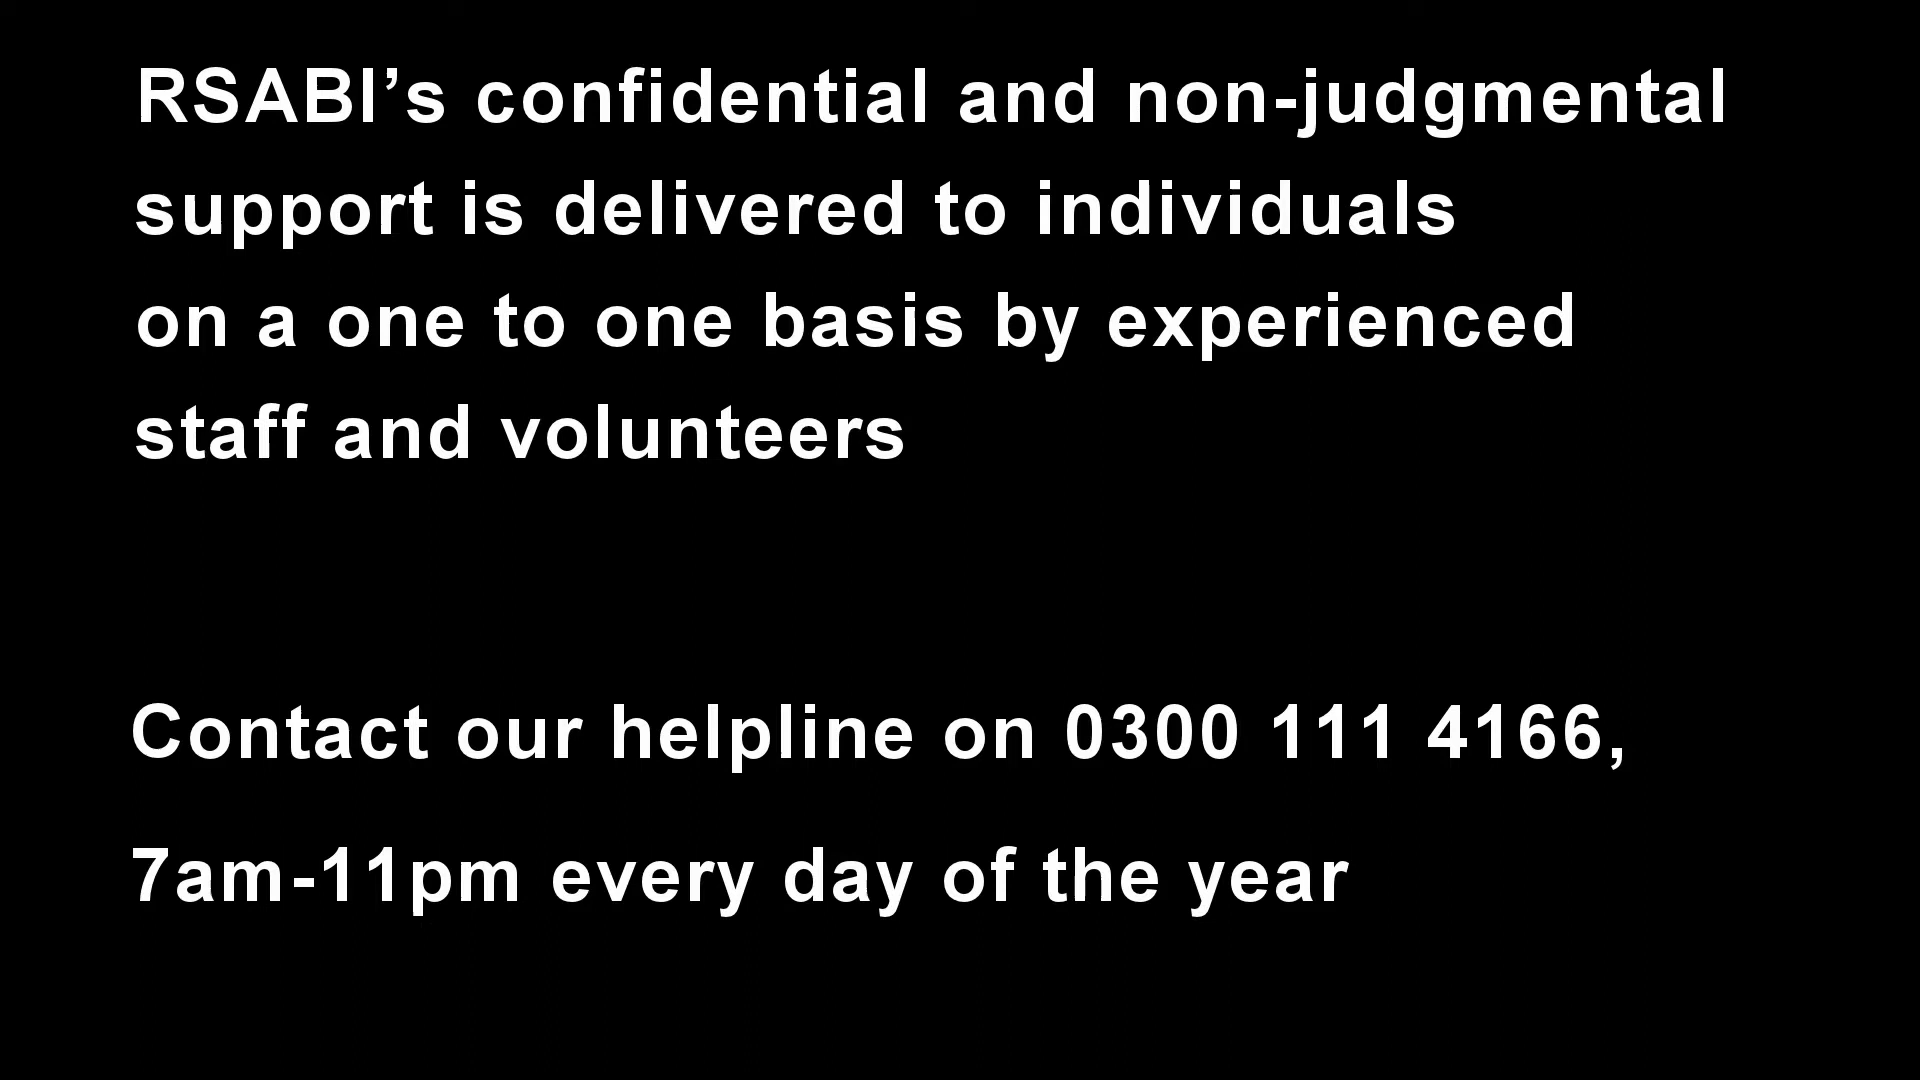 RSABI’s confidential and non-judgmental
support is delivered to individuals
on a one to one basis by experienced
staff and volunteers
Contact our helpline on 0300 111 4166,
7am-11pm every day of the year